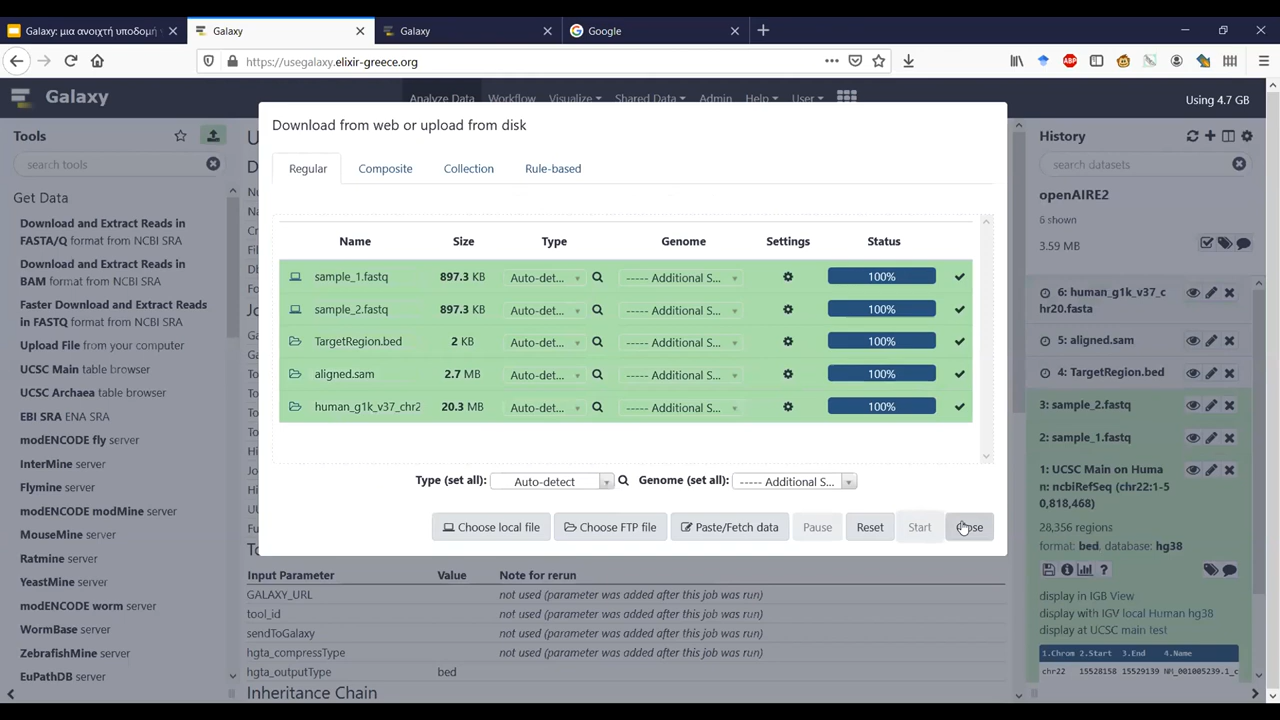 Galaxy: μια ανοιχτή υποδομή
Galaxy
Galaxy
Google
https://usegalaxy.elixir-greece.org
ABP
Galaxy
Analyze Data Workflow Visualize Shared Data Admin Help User
Using 4.7 GB
Tools
search tools
Get Data
Download and Extract Reads in
FASTA/Q format from NCBI SRA
Download and Extract Reads in
BAM format from NCBI SRA
Faster Download and Extract Reads
in FASTQ format from NCBI SRA
Upload File from your computer
UCSC Main table browser
UCSC Archaea table browser
EBI SRA ENA SRA
modENCODE fly server
InterMine server
Flymine server
modENCODE modMine server
MouseMine server
Ratmine server
YeastMine server
modENCODE worm server
WormBase server
ZebrafishMine server
EuPathDB server
Download from web or upload from disk
Regular Composite Collection Rule-based
Name Size Type Genome Settings Status
sample_1.fastq 897.3 KB Auto-det... ----- Additional S... 100%
sample_2.fastq 897.3 KB Auto-det... ----- Additional S... 100%
TargetRegion.bed 2 KB Auto-det... ----- Additional S... 100%
aligned.sam 2.7 MB Auto-det... ----- Additional S... 100%
human_g1k_v37_chr2 20.3 MB Auto-det... ----- Additional S... 100%
Type (set all): Auto-detect Genome (set all): ----- Additional S...
Choose local file Choose FTP file Paste/Fetch data Pause Reset Start
Input Parameter Value Note for rerun
GALAXY_URL not used (parameter was added after this job was run)
tool_id not used (parameter was added after this job was run)
sendToGalaxy not used (parameter was added after this job was run)
hgta_compressType not used (parameter was added after this job was run)
hgta_outputType bed
Inheritance Chain
History
search datasets
openAIRE2
6 shown
3.59 MB
6: human_g1k_v37_c
hr20.fasta
5: aligned.sam
4: TargetRegion.bed
3: sample_2.fastq
2: sample_1.fastq
1: UCSC Main on Huma
n: ncbiRefSeq (chr22:1-5
0,818,468)
28,356 regions
format: bed, database: hg38
display in IGB View
display with IGV local Human hg38
display at UCSC main test
1.Chrom 2.Start 3.End 4.Name
chr22 15528158 15529139 NM_001005239.1_c